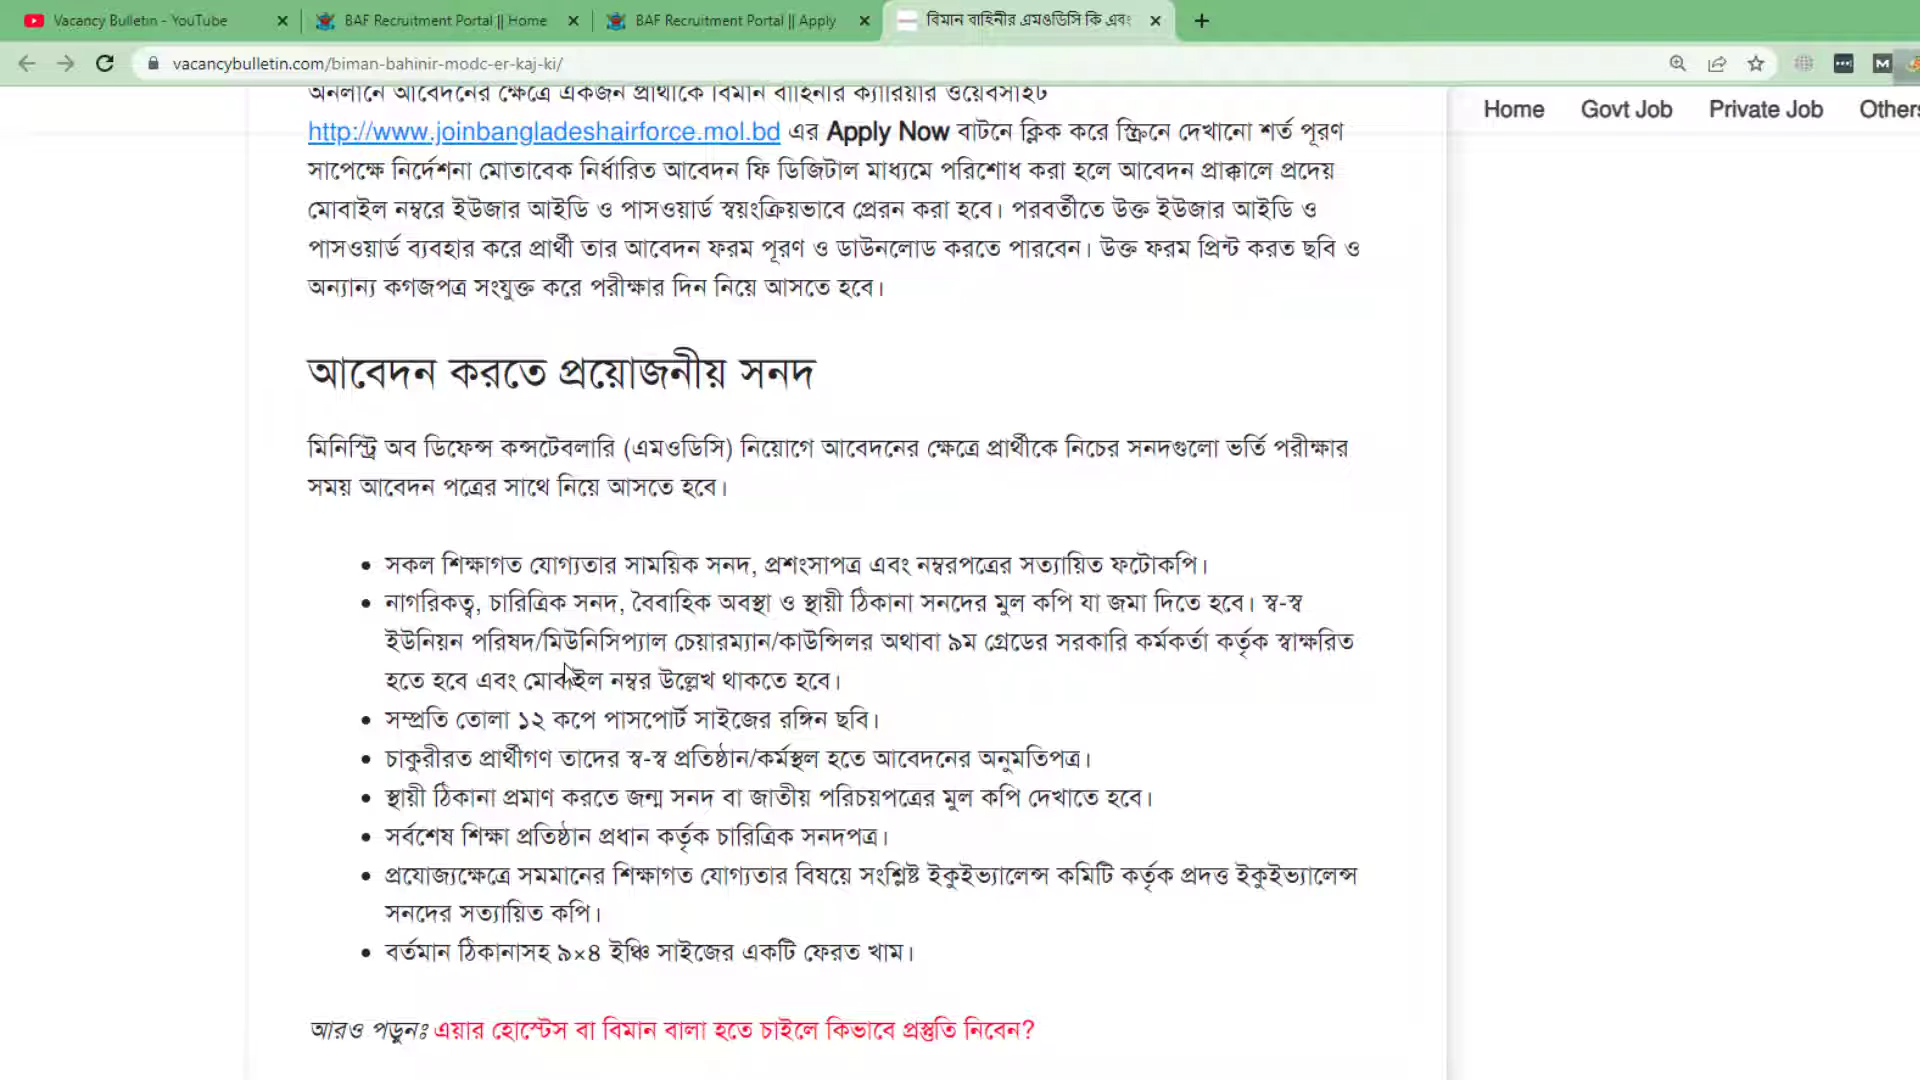 Vacancy Bulletin - YouTube
BAF Recruitment Portal || Home
BAF Recruitment Portal || Apply
বিমান বাহিনীর এমওডিসি কি এবং
vacancybulletin.com/biman-bahinir-modc-er-kaj-ki/
Home Govt Job Private Job Others
অনলানে আবেদনের ক্ষেত্রে একজন প্রার্থীকে বিমান বাহিনীর ক্যারিয়ার ওয়েবসাইট
http://www.joinbangladeshairforce.mol.bd এর Apply Now বাটনে ক্লিক করে স্ক্রিনে দেখানো শর্ত পূরণ
সাপেক্ষে নির্দেশনা মোতাবেক নির্ধারিত আবেদন ফি ডিজিটাল মাধ্যমে পরিশোধ করা হলে আবেদন প্রাক্কালে প্রদেয়
মোবাইল নম্বরে ইউজার আইডি ও পাসওয়ার্ড স্বয়ংক্রিয়ভাবে প্রেরন করা হবে। পরবর্তীতে উক্ত ইউজার আইডি ও
পাসওয়ার্ড ব্যবহার করে প্রার্থী তার আবেদন ফরম পূরণ ও ডাউনলোড করতে পারবেন। উক্ত ফরম প্রিন্ট করত ছবি ও
অন্যান্য কগজপত্র সংযুক্ত করে পরীক্ষার দিন নিয়ে আসতে হবে।
আবেদন করতে প্রয়োজনীয় সনদ
মিনিস্ট্রি অব ডিফেন্স কন্সটেবলারি (এমওডিসি) নিয়োগে আবেদনের ক্ষেত্রে প্রার্থীকে নিচের সনদগুলো ভর্তি পরীক্ষার
সময় আবেদন পত্রের সাথে নিয়ে আসতে হবে।
• সকল শিক্ষাগত যোগ্যতার সাময়িক সনদ, প্রশংসাপত্র এবং নম্বরপত্রের সত্যায়িত ফটোকপি।
• নাগরিকত্ব, চারিত্রিক সনদ, বৈবাহিক অবস্থা ও স্থায়ী ঠিকানা সনদের মুল কপি যা জমা দিতে হবে। স্ব-স্ব
ইউনিয়ন পরিষদ/মিউনিসিপ্যাল চেয়ারম্যান/কাউন্সিলর অথাবা ৯ম গ্রেডের সরকারি কর্মকর্তা কর্তৃক স্বাক্ষরিত
হতে হবে এবং মোবাইল নম্বর উল্লেখ থাকতে হবে।
• সম্প্রতি তোলা ১২ কপে পাসপোর্ট সাইজের রঙ্গিন ছবি।
• চাকুরীরত প্রার্থীগণ তাদের স্ব-স্ব প্রতিষ্ঠান/কর্মস্থল হতে আবেদনের অনুমতিপত্র।
• স্থায়ী ঠিকানা প্রমাণ করতে জন্ম সনদ বা জাতীয় পরিচয়পত্রের মুল কপি দেখাতে হবে।
• সর্বশেষ শিক্ষা প্রতিষ্ঠান প্রধান কর্তৃক চারিত্রিক সনদপত্র।
• প্রযোজ্যক্ষেত্রে সমমানের শিক্ষাগত যোগ্যতার বিষয়ে সংশ্লিষ্ট ইকুইভ্যালেন্স কমিটি কর্তৃক প্রদত্ত ইকুইভ্যালেন্স
সনদের সত্যায়িত কপি।
• বর্তমান ঠিকানাসহ ৯×৪ ইঞ্চি সাইজের একটি ফেরত খাম।
আরও পড়ুনঃ এয়ার হোস্টেস বা বিমান বালা হতে চাইলে কিভাবে প্রস্তুতি নিবেন?